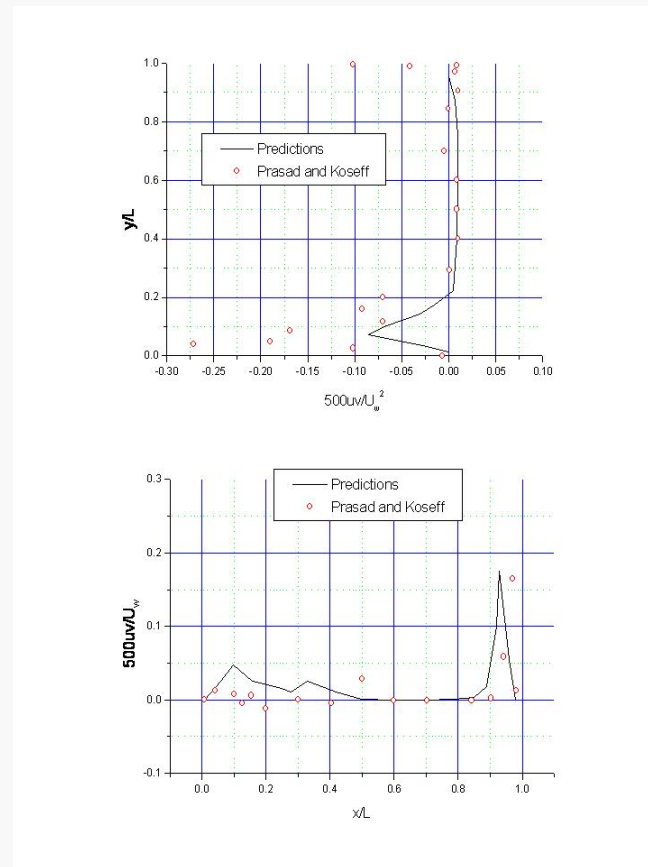 1.0
0.8
0.6
0.4
0.2
0.0
y/L
Predictions
Prasad and Koseff
-0.30 -0.25 -0.20 -0.15 -0.10 -0.05 0.00 0.05 0.10
500uv/U_w^2
0.3
0.2
0.1
0.0
-0.1
500uv/U_w
Predictions
Prasad and Koseff
0.0 0.2 0.4 0.6 0.8 1.0
x/L